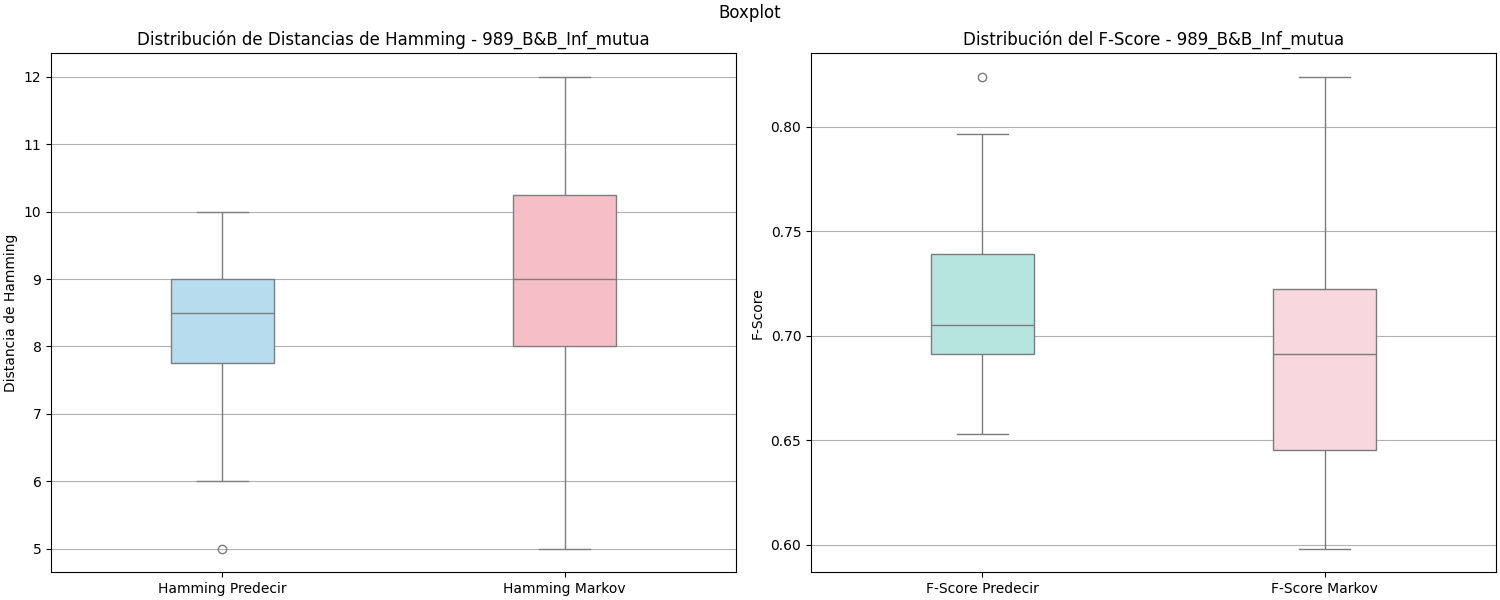 Boxplot
Distribución de Distancias de Hamming - 989_B&B_Inf_mutua
Distancia de Hamming
12
11
10
9
8
7
6
5
Hamming Predecir
Hamming Markov
Distribución del F-Score - 989_B&B_Inf_mutua
F-Score
0.80
0.75
0.70
0.65
0.60
F-Score Predecir
F-Score Markov